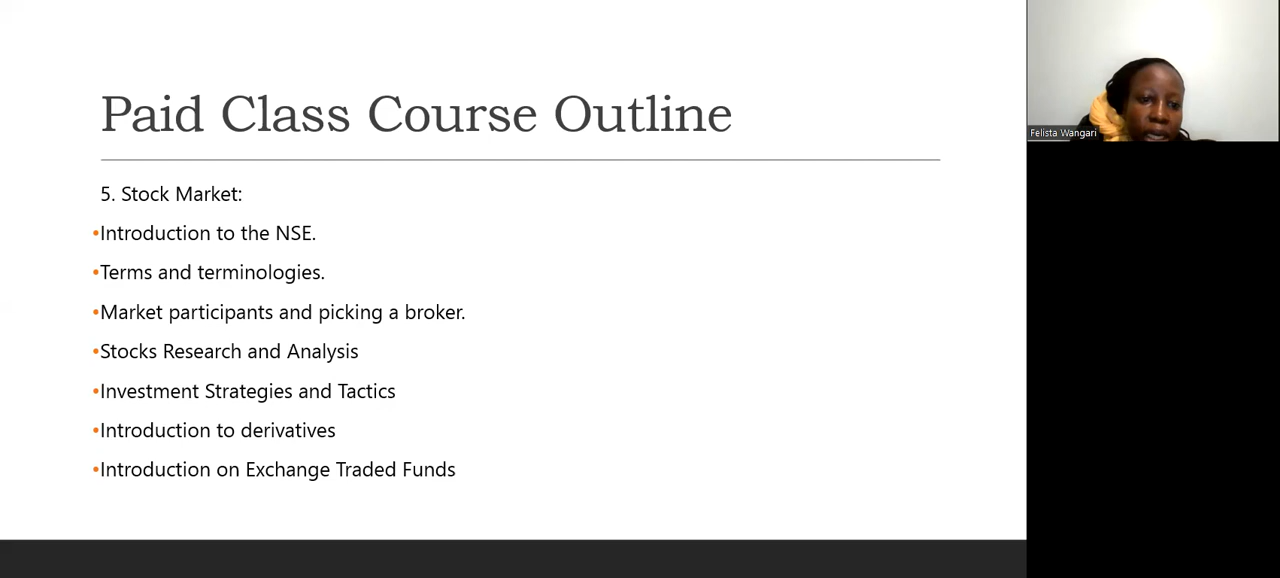 Paid Class Course Outline
5. Stock Market:
•Introduction to the NSE.
•Terms and terminologies.
•Market participants and picking a broker.
•Stocks Research and Analysis
•Investment Strategies and Tactics
•Introduction to derivatives
•Introduction on Exchange Traded Funds
Felista Wangari